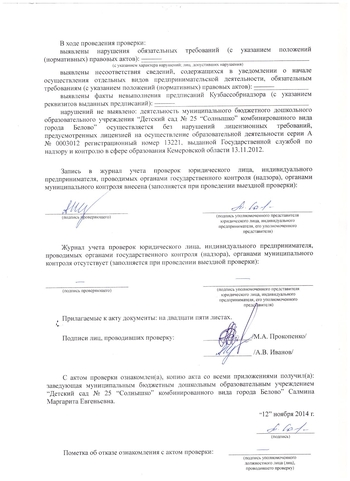 В ходе проведения проверки:
выявлены нарушения обязательных требований (с указанием положений
(нормативных) правовых актов):
(с указанием характера нарушений; лиц, допустивших нарушения)
выявлены несоответствия сведений, содержащихся в уведомлении о начале
осуществления отдельных видов предпринимательской деятельности, обязательным
требованиям (с указанием положений (нормативных) правовых актов):
выявлены факты невыполнения предписаний Кузбассобрнадзора (с указанием
реквизитов выданных предписаний):
нарушений не выявлено: деятельность муниципального бюджетного дошкольного
образовательного учреждения "Детский сад № 25 "Солнышко" комбинированного вида
города Белово" осуществляется без нарушений лицензионных требований,
предусмотренных лицензией на осуществление образовательной деятельности серии А
№ 0003012 регистрационный номер 13221, выданной Государственной службой по
надзору и контролю в сфере образования Кемеровской области 13.11.2012.
Запись в журнал учета проверок юридического лица, индивидуального
предпринимателя, проводимых органами государственного контроля (надзора), органами
муниципального контроля внесена (заполняется при проведении выездной проверки):
(подпись проверяющего)
(подпись уполномоченного представителя
юридического лица, индивидуального
предпринимателя, его уполномоченного
представителя)
Журнал учета проверок юридического лица, индивидуального предпринимателя,
проводимых органами государственного контроля (надзора), органами муниципального
контроля отсутствует (заполняется при проведении выездной проверки):
(подпись проверяющего)
(подпись уполномоченного представителя
юридического лица, индивидуального
предпринимателя, его уполномоченного
представителя)
Прилагаемые к акту документы: на двадцати пяти листах.
Подписи лиц, проводивших проверку:
/М.А. Прокопенко/
/А.В. Иванов/
С актом проверки ознакомлен(а), копию акта со всеми приложениями получил(а):
заведующая муниципальным бюджетным дошкольным образовательным учреждением
"Детский сад № 25 "Солнышко" комбинированного вида города Белово" Салмина
Маргарита Евгеньевна.
"12" ноября 2014 г.
(подпись)
Пометка об отказе ознакомления с актом проверки:
(подпись уполномоченного
должностного лица (лиц),
проводившего проверку)